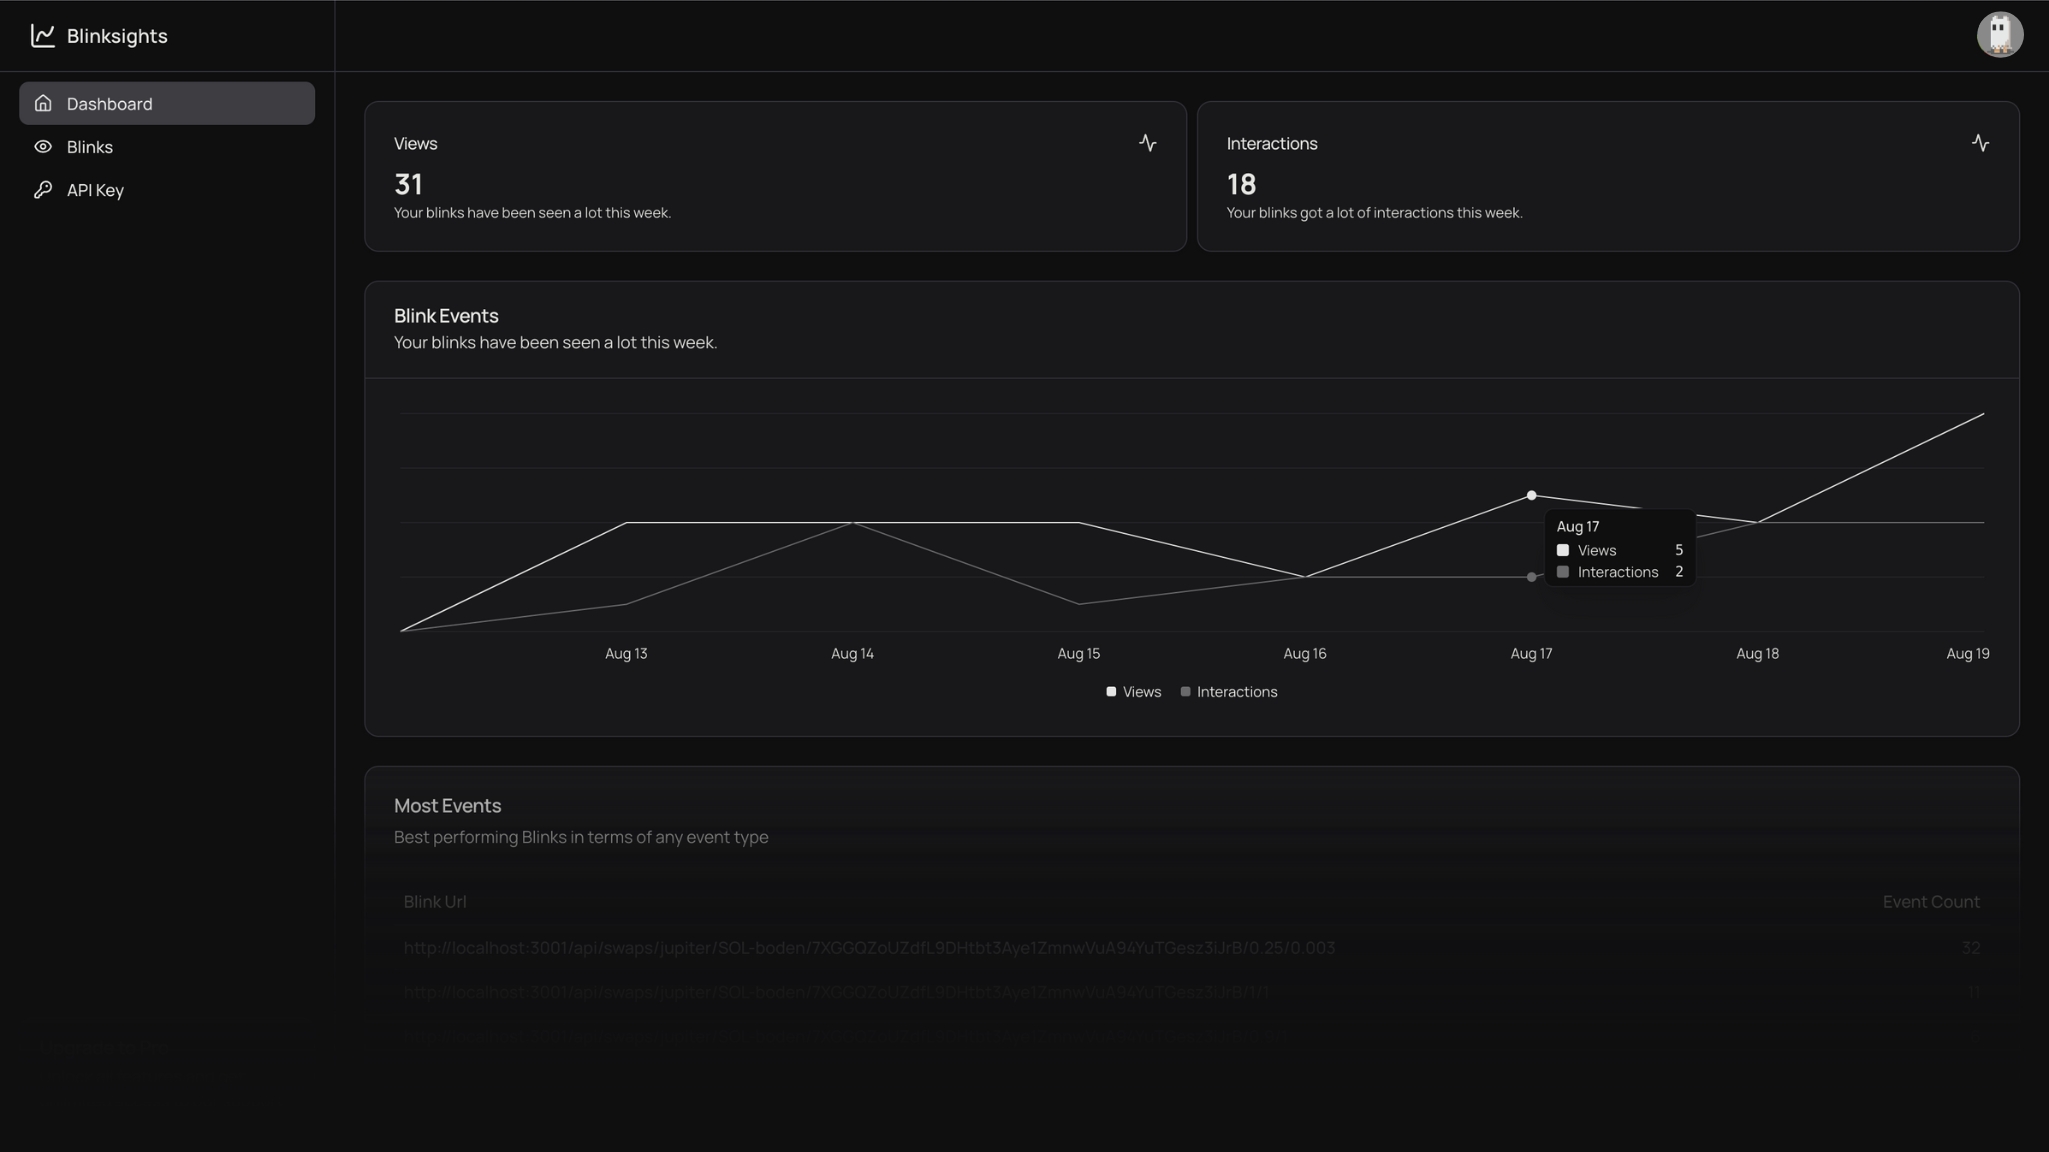 Blinksights
Dashboard
Blinks
API Key
Views
31
Your blinks have been seen a lot this week.
Interactions
18
Your blinks got a lot of interactions this week.
Blink Events
Your blinks have been seen a lot this week.
Aug 17
Views 5
Interactions 2
Aug 13 Aug 14 Aug 15 Aug 16 Aug 17 Aug 18 Aug 19
Views Interactions
Most Events
Best performing Blinks in terms of any event type
Blink Url Event Count
http://localhost:3001/api/swaps/jupiter/SOL-boden/7XGGQZoUZdfL9DHtbt3Aye1ZmnwVuA94YuTGesz3iJrB/0.25/0.003 32
http://localhost:3001/api/swaps/jupiter/SOL-boden/7XGGQZoUZdfL9DHtbt3Aye1ZmnwVuA94YuTGesz3iJrB/1/1 11